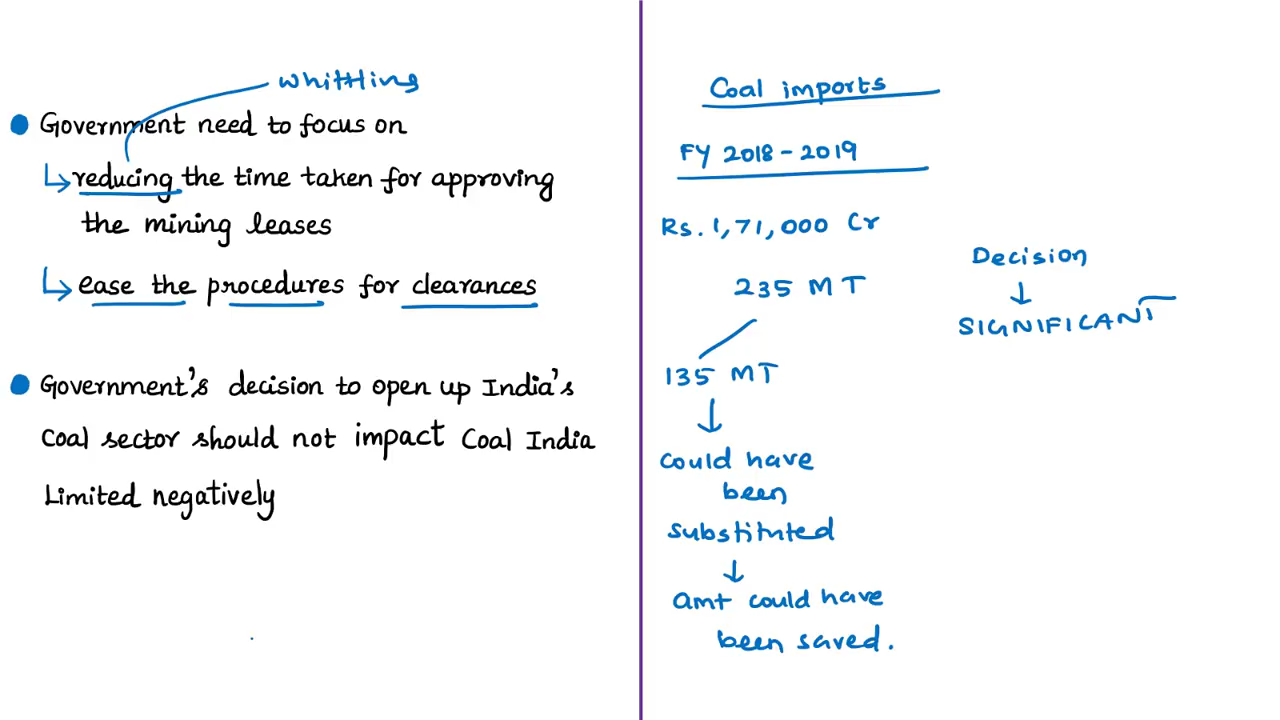 whittling
Government need to focus on
reducing the time taken for approving
the mining leases
ease the procedures for clearances
Government's decision to open up India's
Coal sector should not impact Coal India
Limited negatively
Coal imports
FY 2018-2019
Rs. 1,71,000 Cr
235 MT
135 MT
Could have
been
substituted
amt could have
been saved.
Decision
SIGNIFICANT